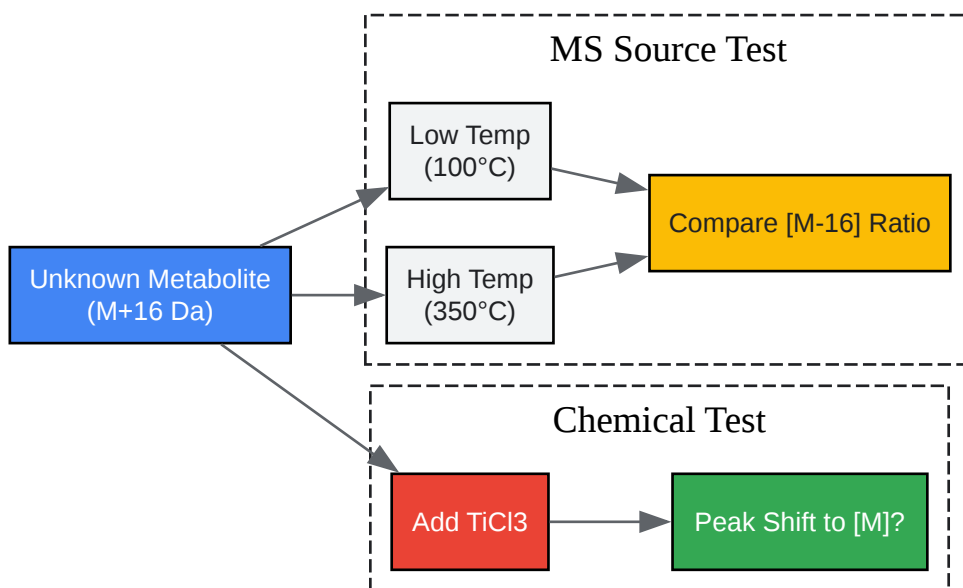 MS Source Test
Low Temp
(100°C)
Compare [M-16] Ratio
Unknown Metabolite
(M+16 Da)
High Temp
(350°C)
Chemical Test
Add TiCl3
Peak Shift to [M]?